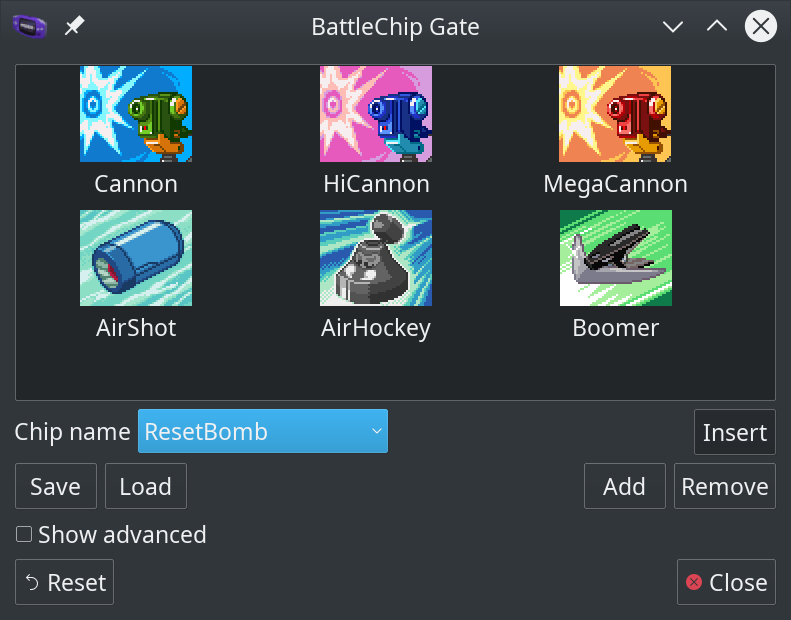 BattleChip Gate
Cannon HiCannon MegaCannon
AirShot AirHockey Boomer
Chip name ResetBomb Insert
Save Load Add Remove
Show advanced
Reset Close